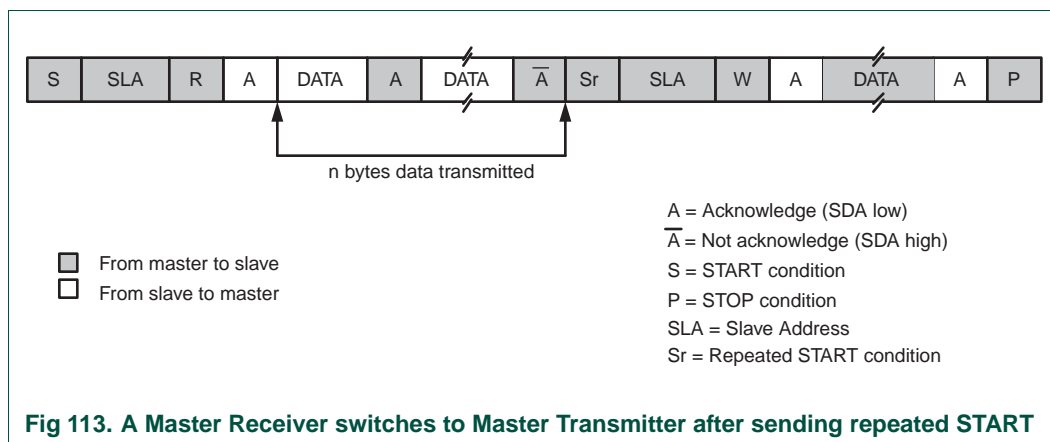 S SLA R A DATA A DATA A̅ Sr SLA W A DATA A P
n bytes data transmitted
A = Acknowledge (SDA low)
A̅ = Not acknowledge (SDA high)
S = START condition
P = STOP condition
SLA = Slave Address
Sr = Repeated START condition
From master to slave
From slave to master
Fig 113. A Master Receiver switches to Master Transmitter after sending repeated START